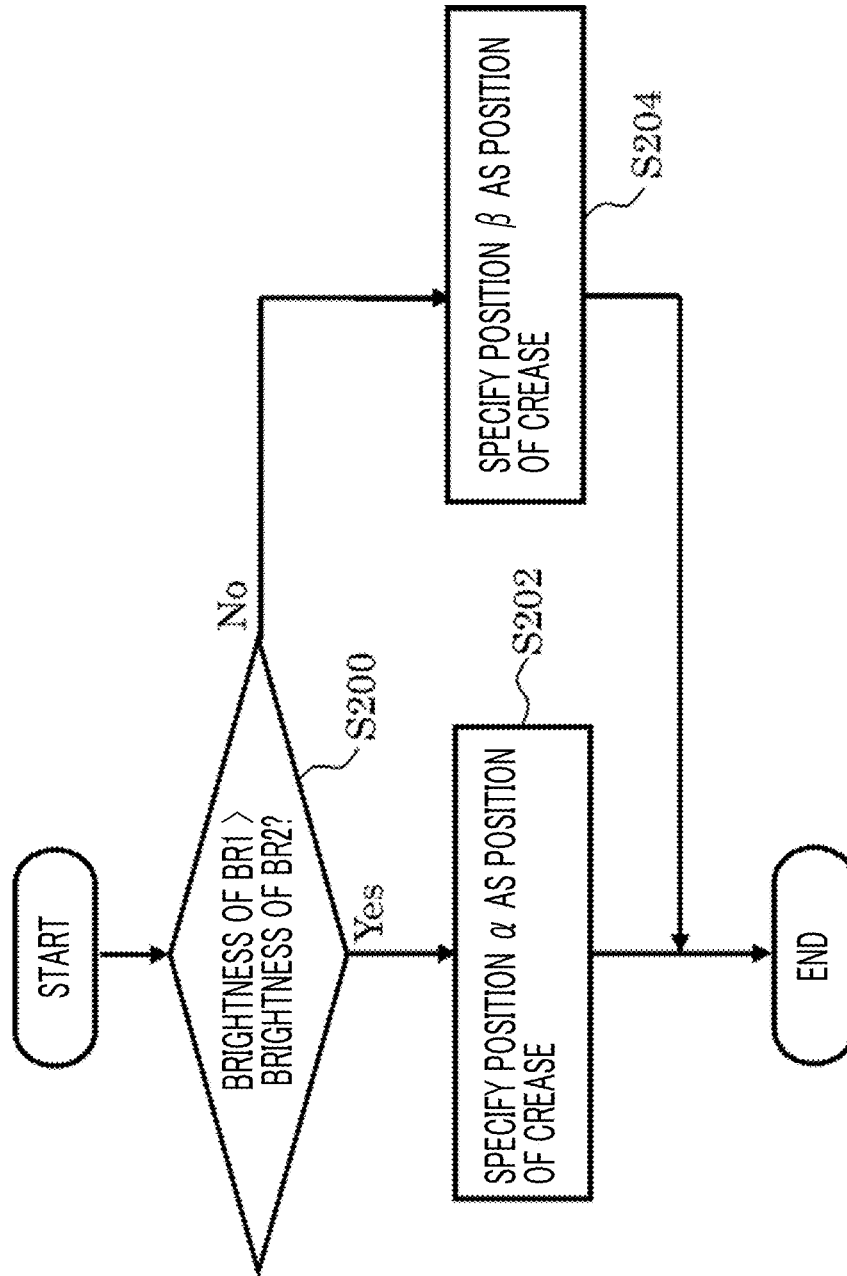 START
BRIGHTNESS OF BR1 >
BRIGHTNESS OF BR2?
S200
No
Yes
SPECIFY POSITION α AS POSITION
OF CREASE
S202
SPECIFY POSITION β AS POSITION
OF CREASE
S204
END